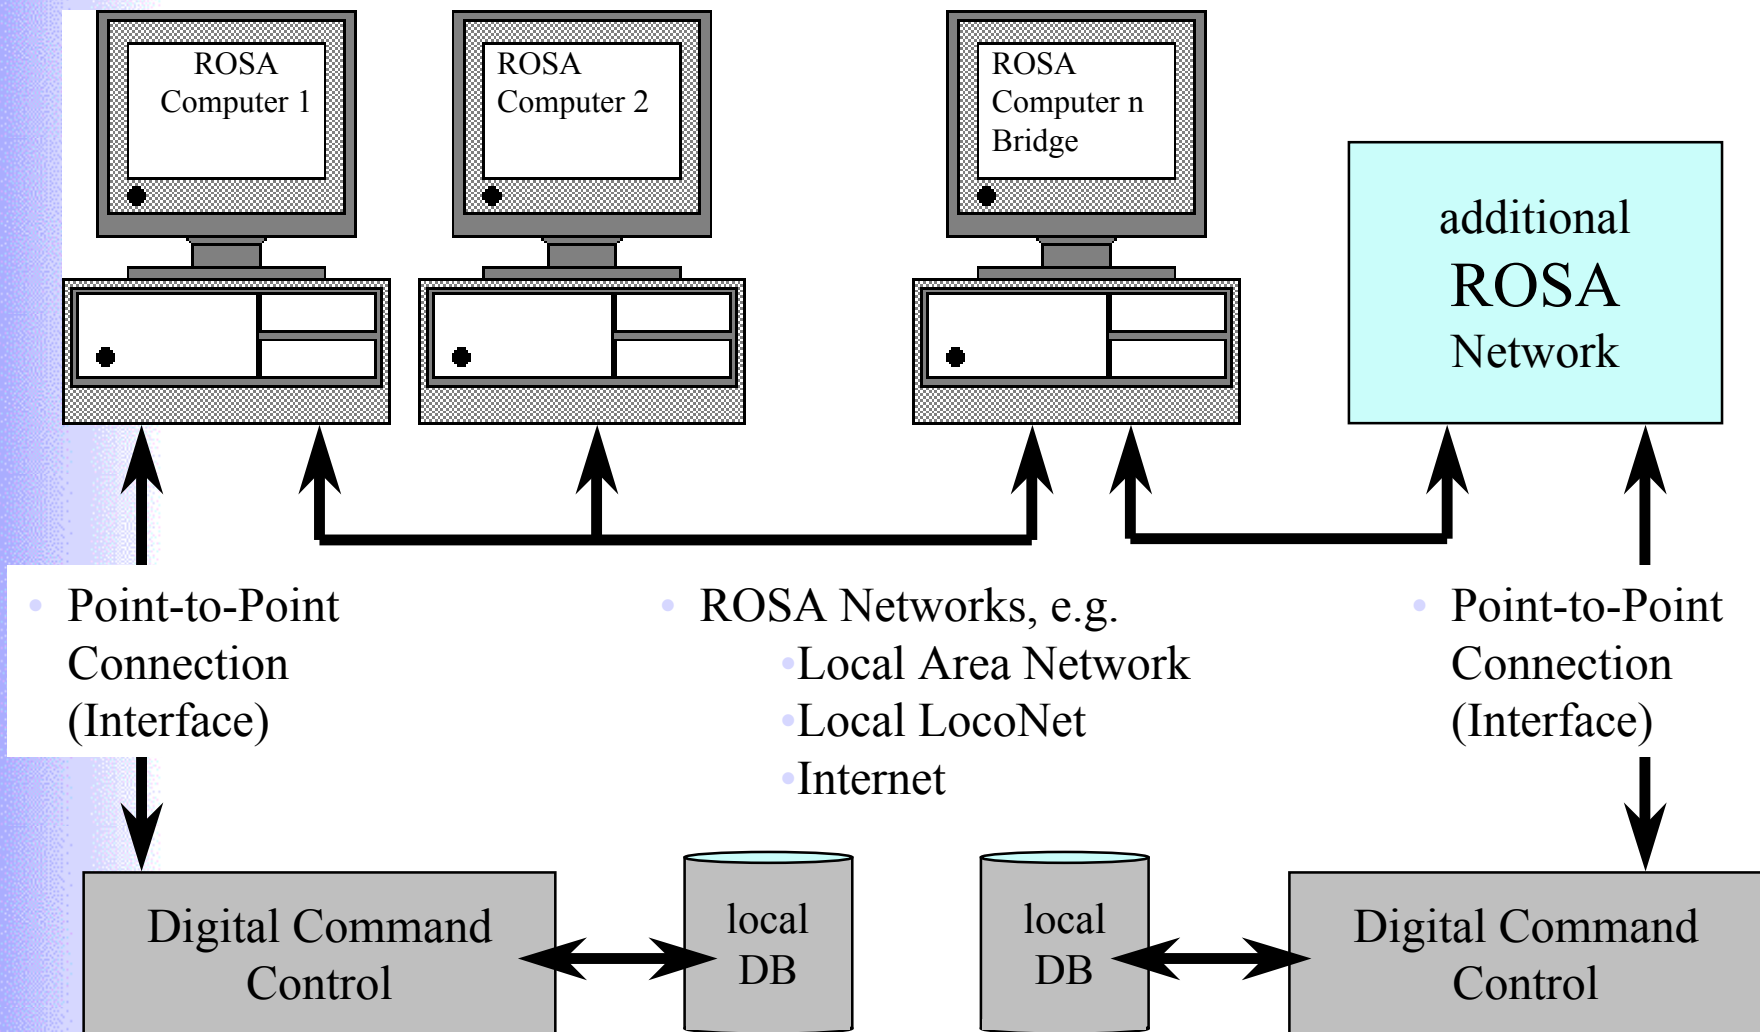 ROSA
Computer 1
ROSA
Computer 2
ROSA
Computer n
Bridge
additional
ROSA
Network
• Point-to-Point
Connection
(Interface)
• ROSA Networks, e.g.
•Local Area Network
•Local LocoNet
•Internet
• Point-to-Point
Connection
(Interface)
Digital Command
Control
local
DB
local
DB
Digital Command
Control